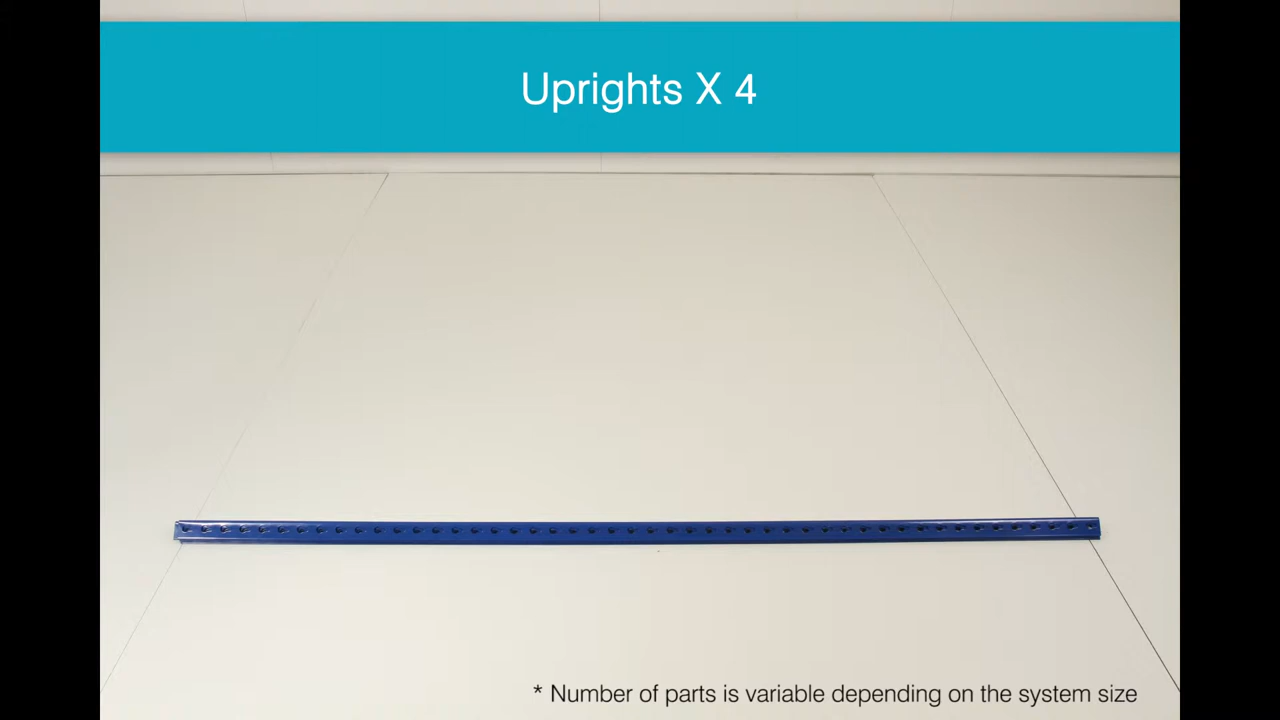 Uprights X 4
* Number of parts is variable depending on the system size